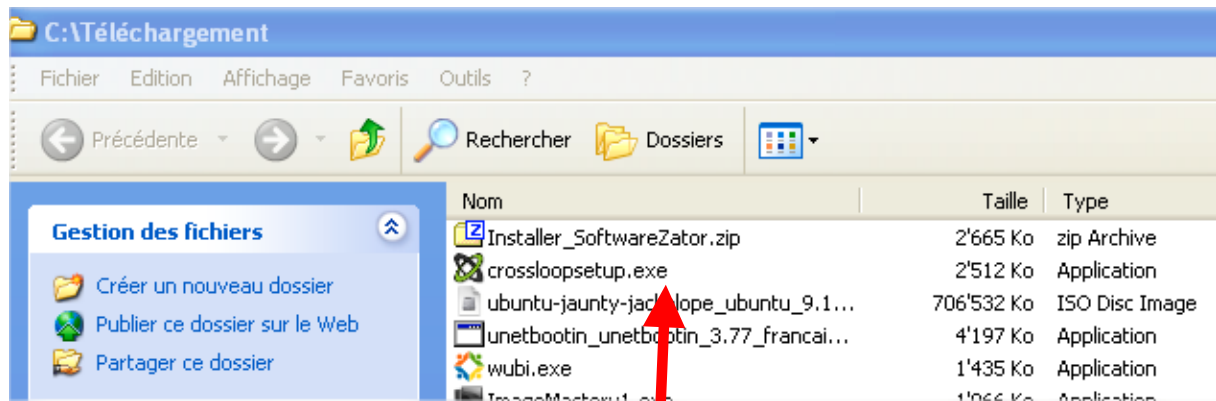 C:\Téléchargement
Fichier Edition Affichage Favoris Outils ?
Précédente Rechercher Dossiers
Nom Taille Type
Gestion des fichiers
Installer_SoftwareZator.zip 2'665 Ko zip Archive
crossloopsetup.exe 2'512 Ko Application
Créer un nouveau dossier
ubuntu-jaunty-jackalope_ubuntu_9.1... 706'532 Ko ISO Disc Image
Publier ce dossier sur le Web
unetbootin_unetbootin_3.77_francai... 4'197 Ko Application
Partager ce dossier
wubi.exe 1'435 Ko Application
Ko Application